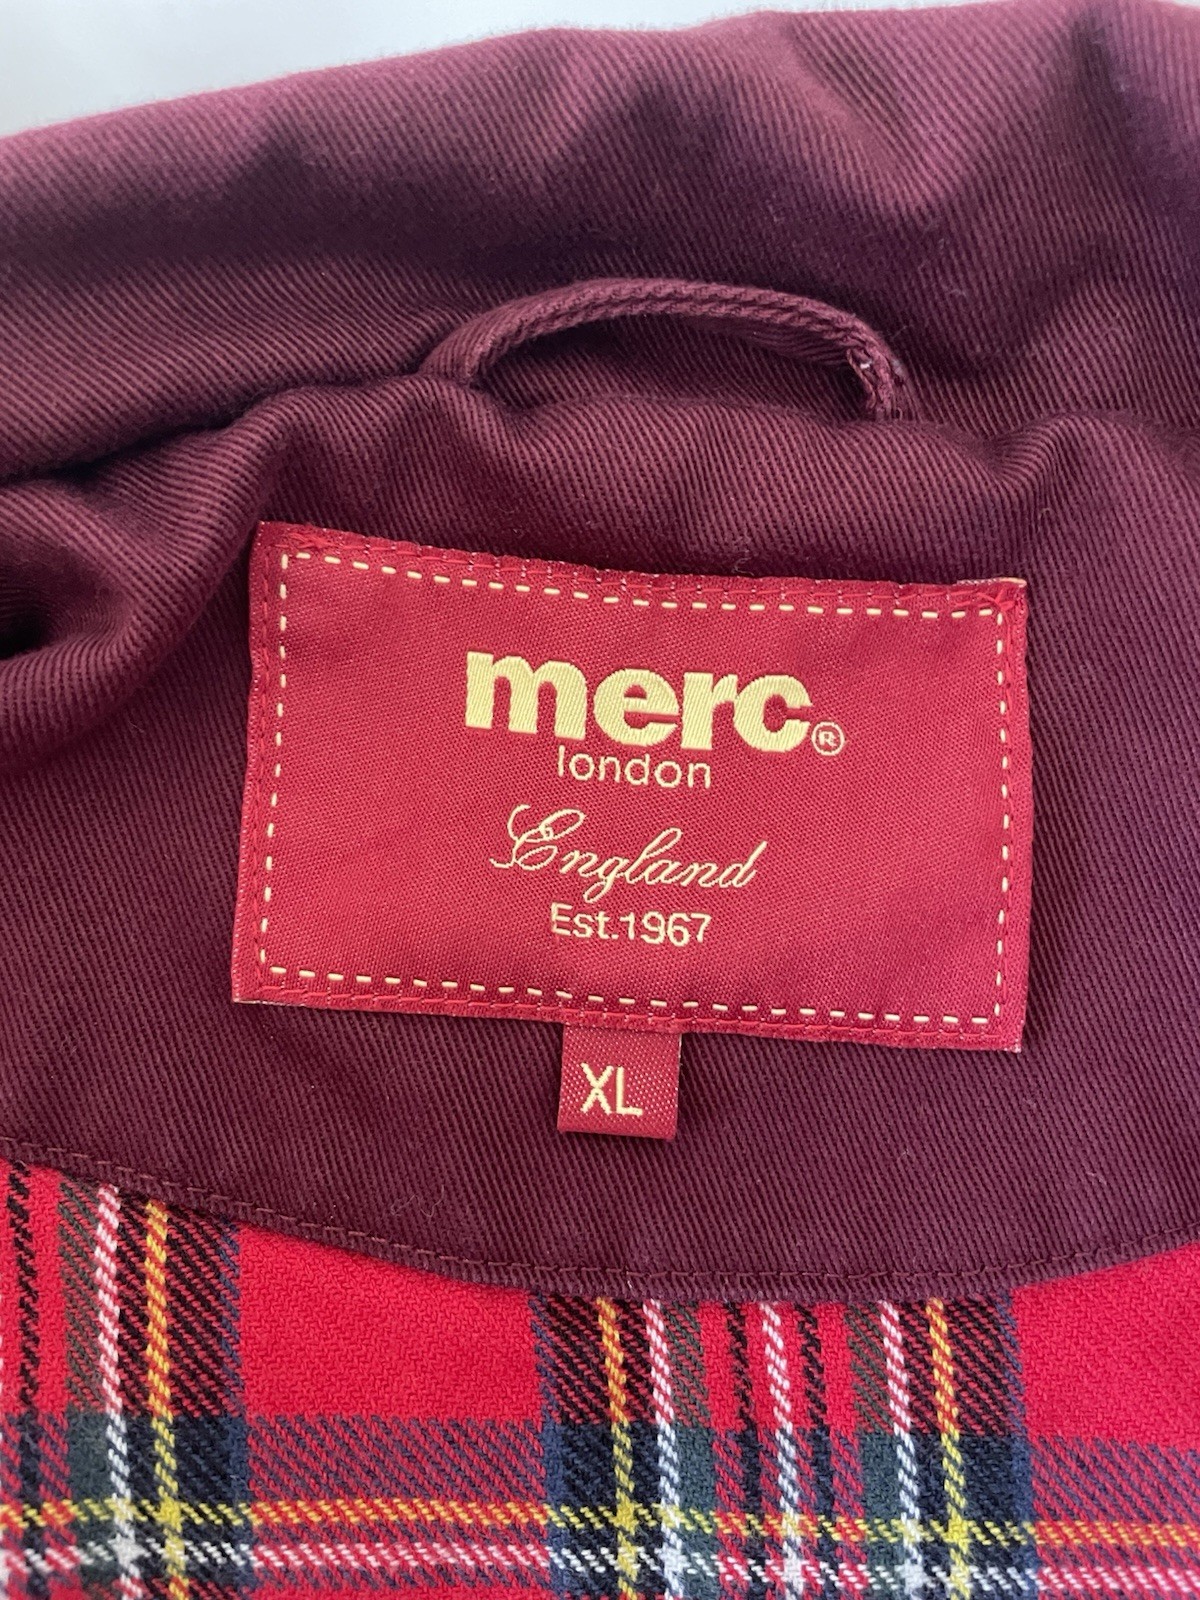 merc®
london
England
Est.1967
XL